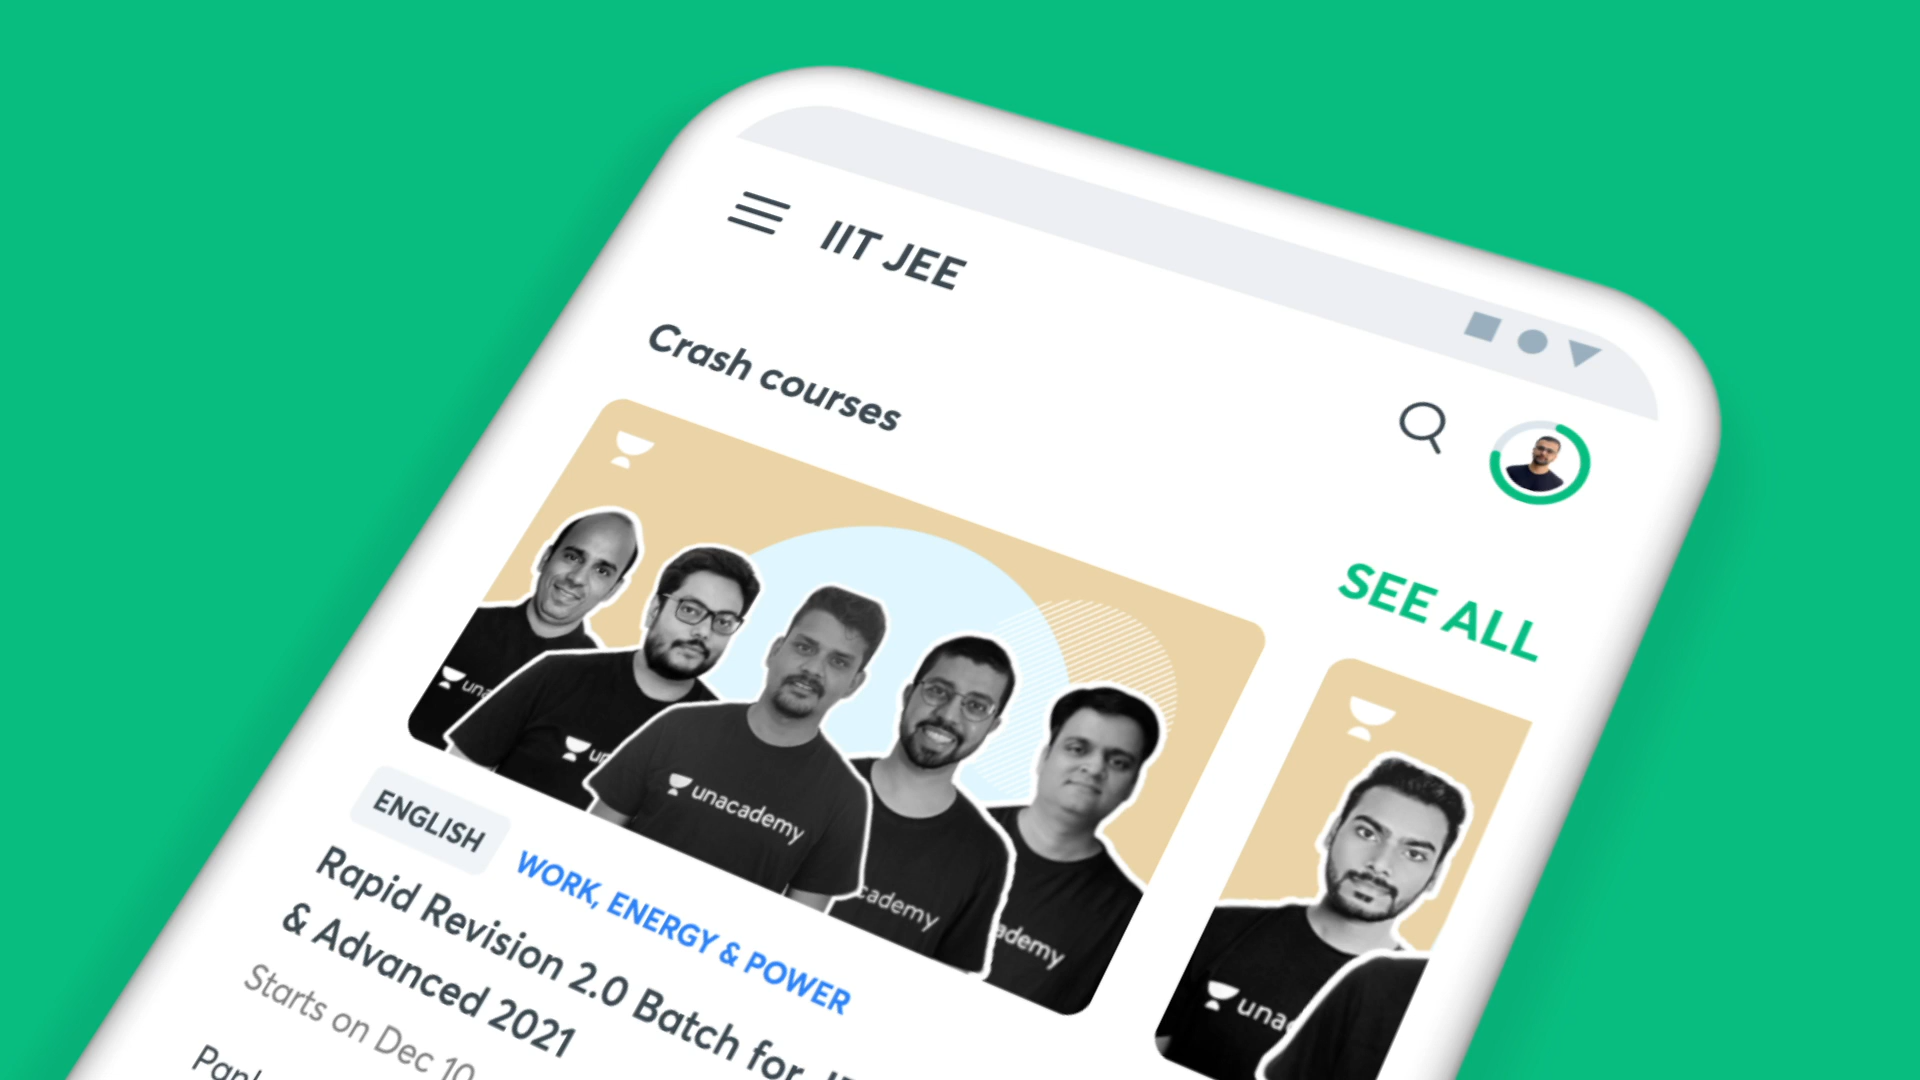 IIT JEE
Crash courses
SEE ALL
unacademy
ENGLISH
WORK, ENERGY & POWER
Rapid Revision 2.0 Batch for
& Advanced 2021
Starts on Dec 10